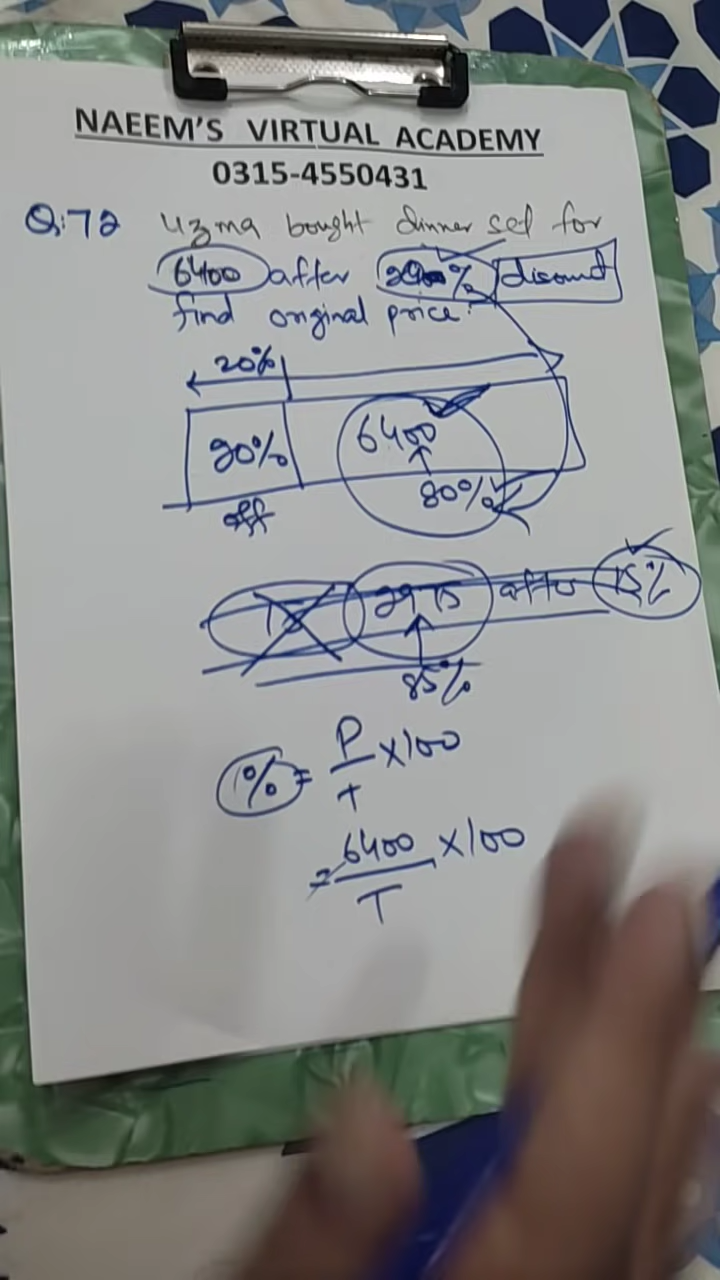 NAEEM'S VIRTUAL ACADEMY
0315-4550431
Q:72 Uzma bought dinner set for
6400 after 20% discount
find original price.
20%
20% 6400
80%
off
2975 after 15%
85%
% = P/T ×100
= 6400/T ×100